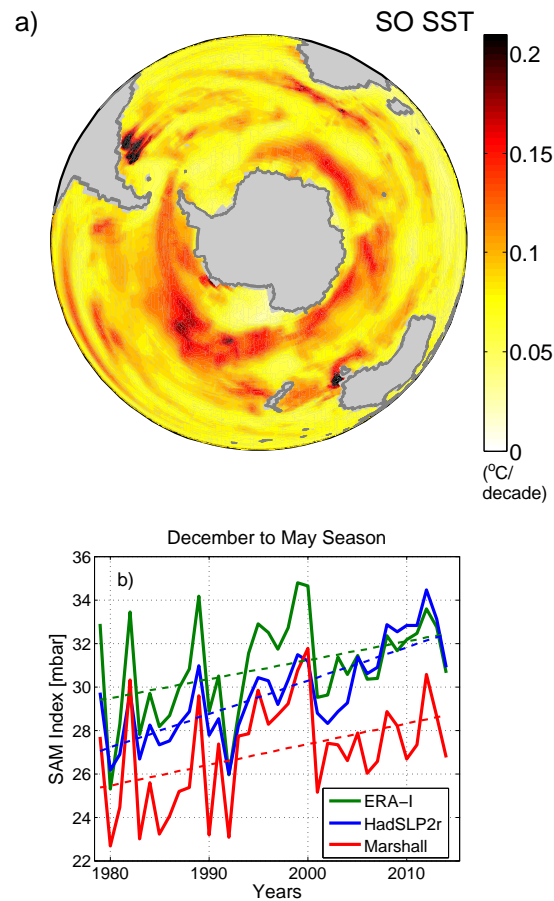 a)
SO SST
0.2
0.15
0.1
0.05
0
(°C/
decade)
December to May Season
b)
SAM Index [mbar]
36
34
32
30
28
26
24
22
1980
1990
2000
2010
Years
ERA-I
HadSLP2r
Marshall